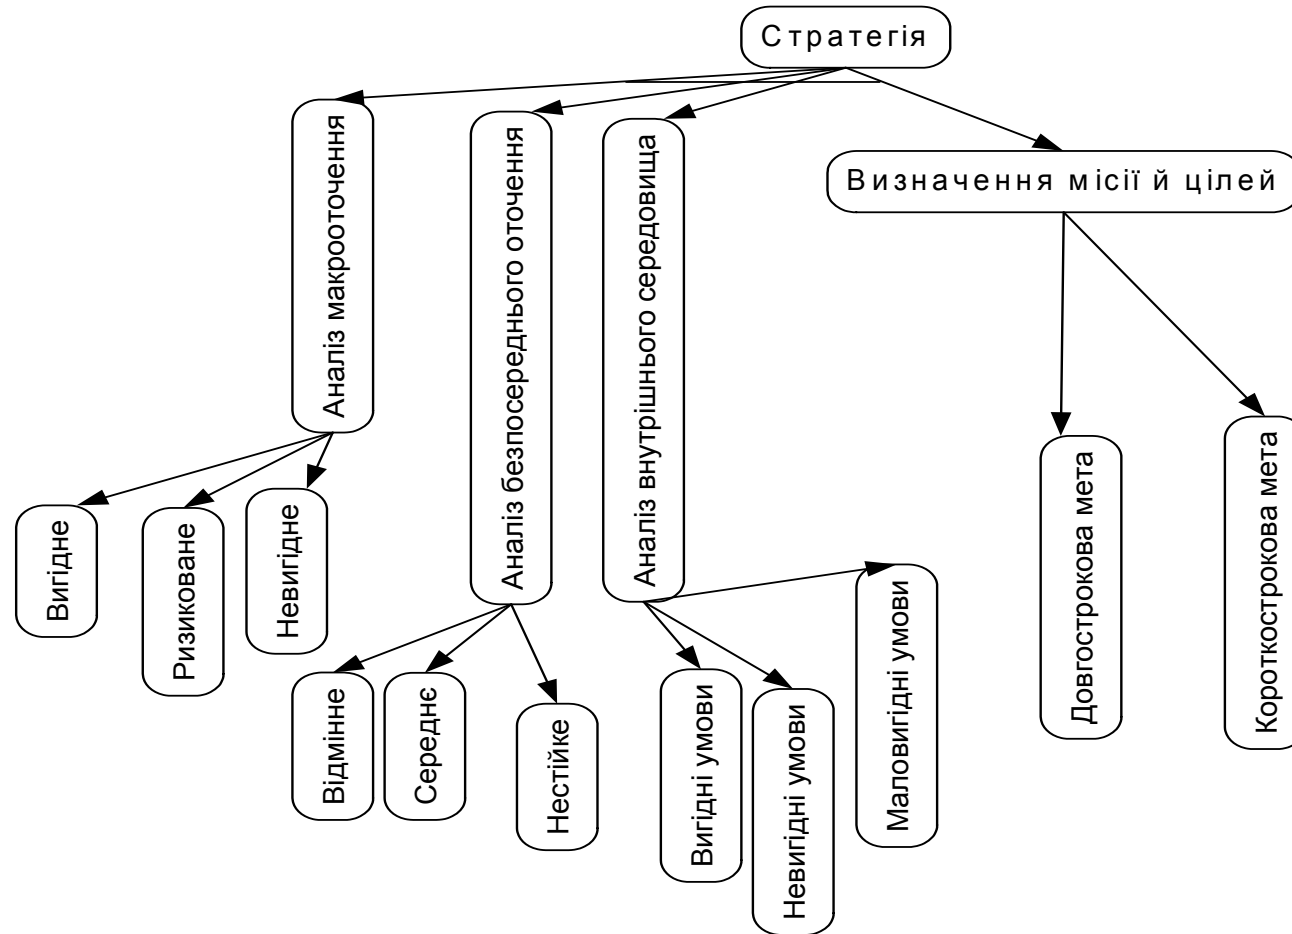 Стратегія
Аналіз макрооточення
Аналіз безпосереднього оточення
Аналіз внутрішнього середовища
Визначення місії й цілей
Вигідне
Ризиковане
Невигідне
Відмінне
Середнє
Нестійке
Вигідні умови
Невигідні умови
Маловигідні умови
Довгострокова мета
Короткострокова мета